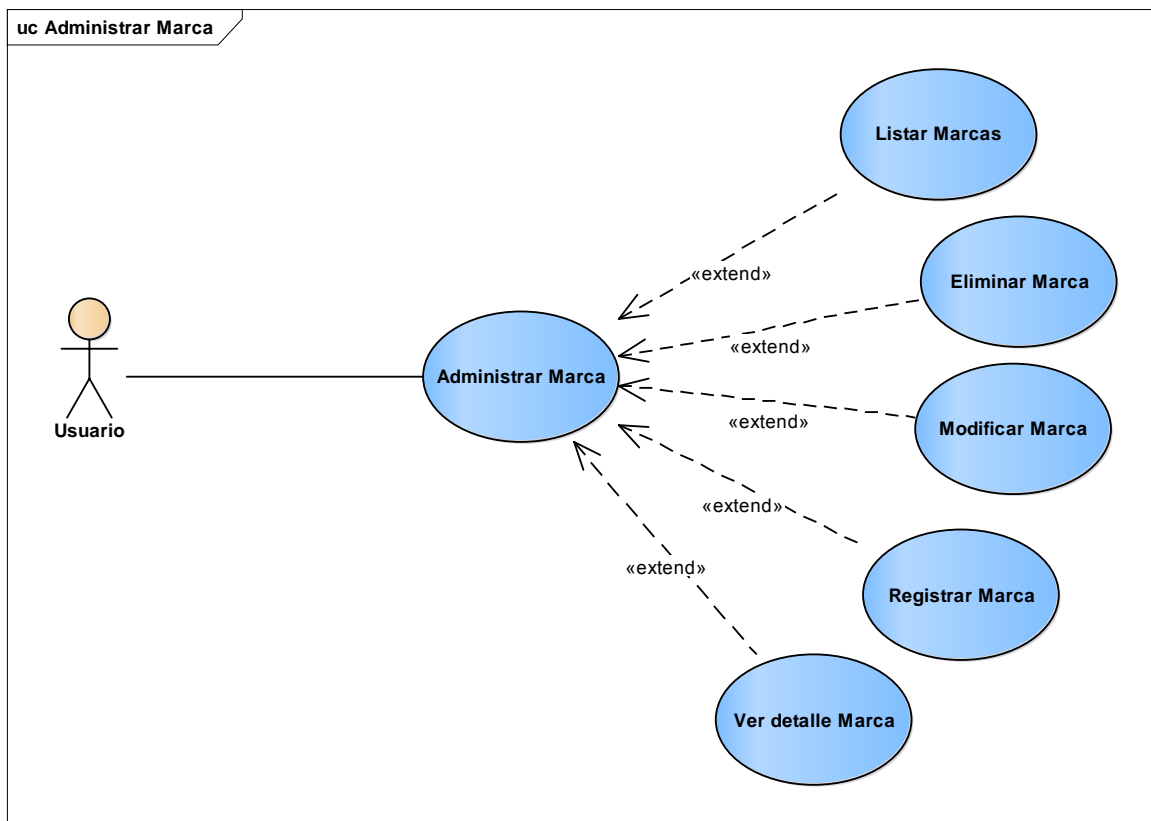 uc Administrar Marca
Listar Marcas
«extend»
Eliminar Marca
«extend»
Administrar Marca
Usuario
«extend»
Modificar Marca
«extend»
Registrar Marca
«extend»
Ver detalle Marca